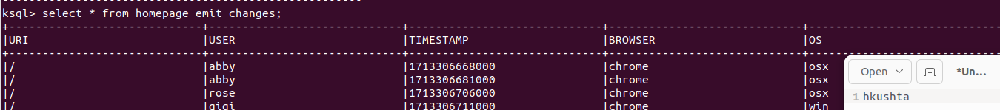 ksql> select * from homepage emit changes;
|URI |USER |TIMESTAMP |BROWSER |OS
|/ |abby |1713306668000 |chrome |osx
|/ |abby |1713306681000 |chrome |osx
|/ |rose |1713306706000 |chrome |osx
|/ |gigi |1713306711000 |chrome |win
Open *Un...
1 hkushta